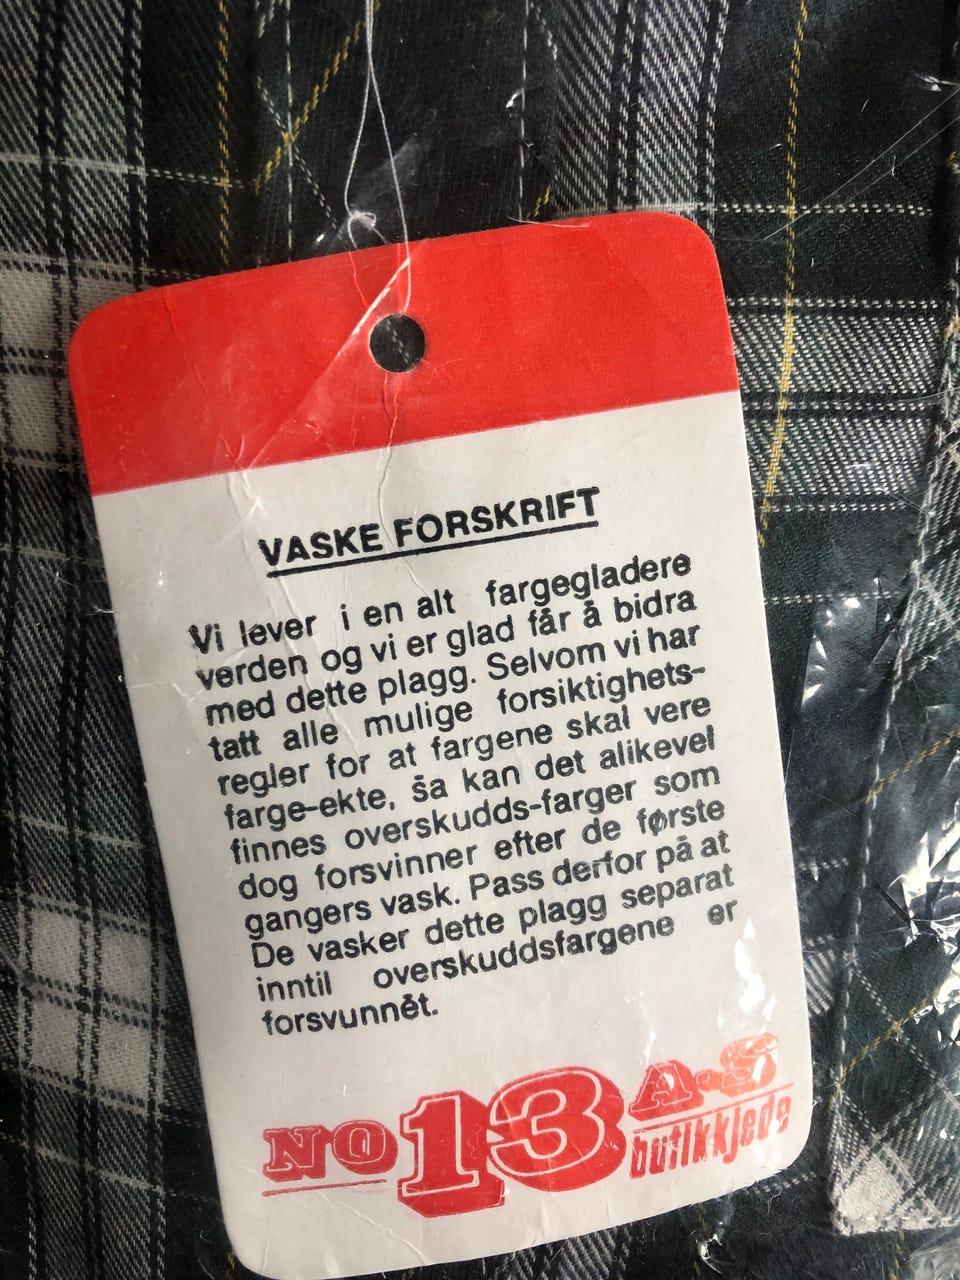 VASKE FORSKRIFT
Vi lever i en alt fargegladere
verden og vi er glad får å bidra
med dette plagg. Selvom vi har
tatt alle mulige forsiktighets-
regler for at fargene skal vere
farge-ekte, ša kan det alikevel
finnes overskudds-farger som
dog forsvinner efter de første
gangers vask. Pass derfor på at
De vasker dette plagg separat
inntil overskuddsfargene er
forsvunnêt.
NO 13 A.S
butikkjede